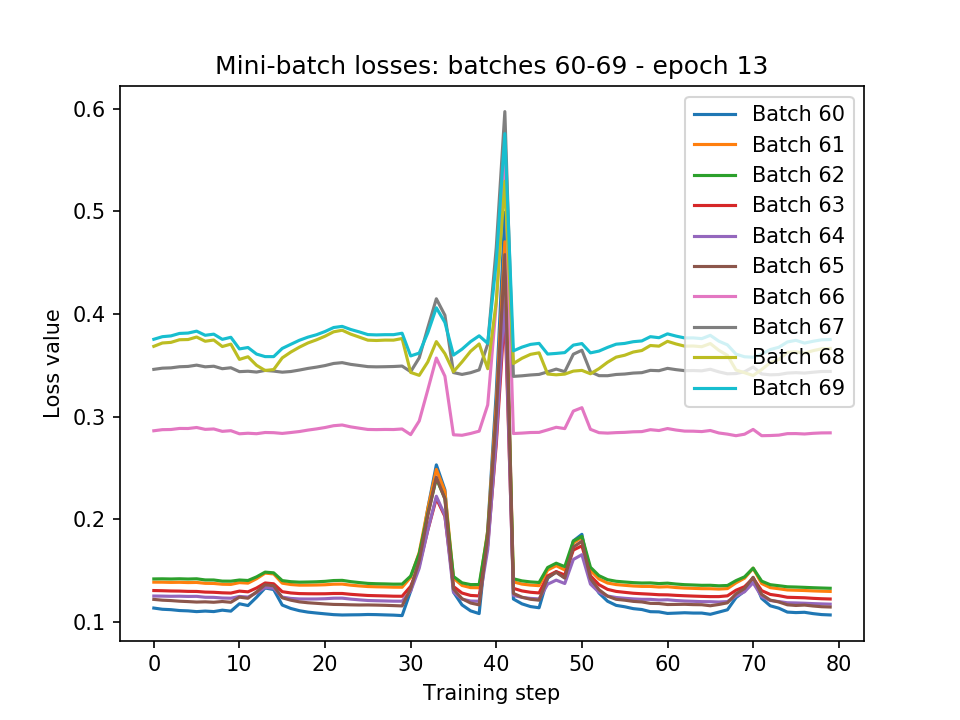 Mini-batch losses: batches 60-69 - epoch 13
0.6
0.5
0.4
0.3
0.2
0.1
Loss value
0
10
20
30
40
50
60
70
80
Training step
Batch 60
Batch 61
Batch 62
Batch 63
Batch 64
Batch 65
Batch 66
Batch 67
Batch 68
Batch 69